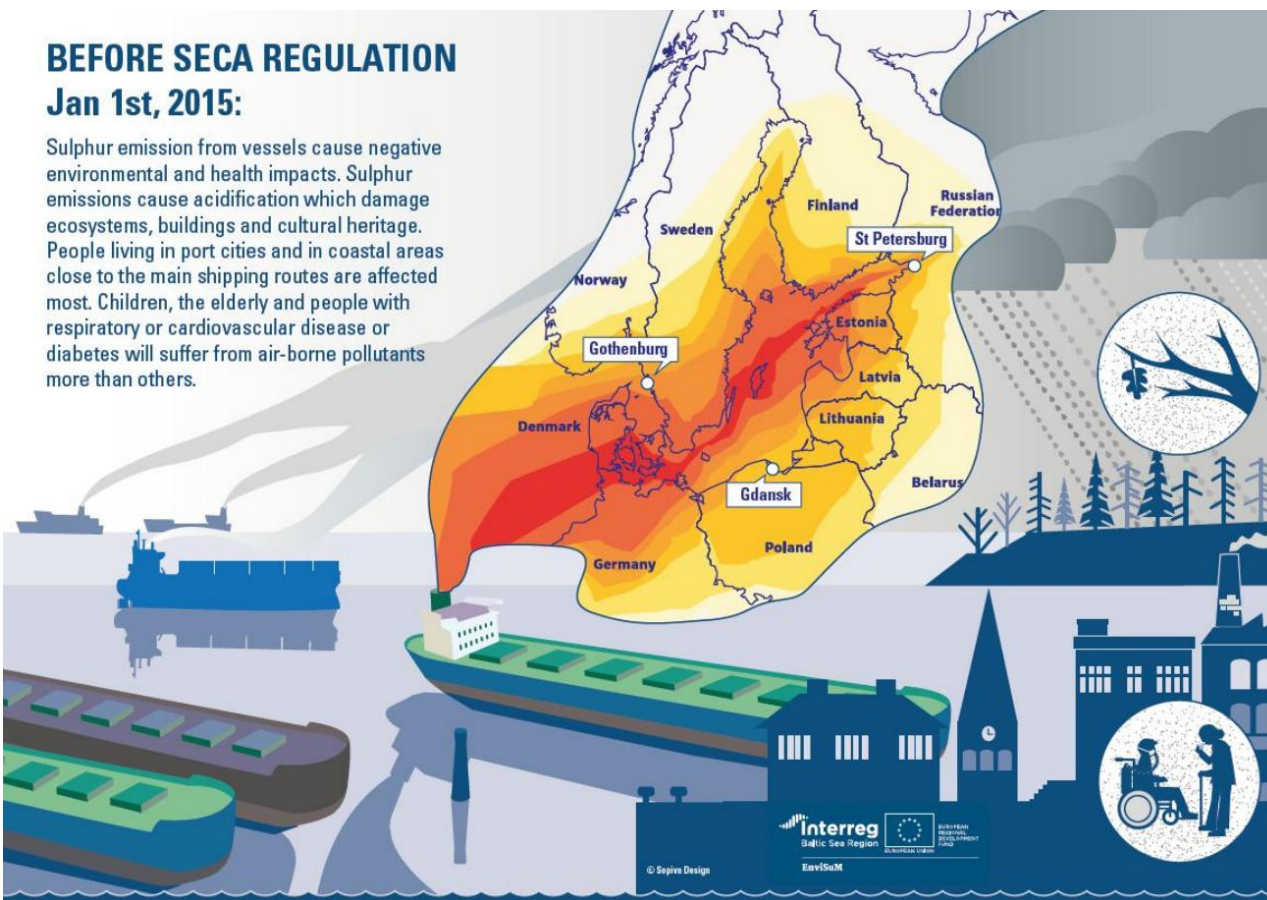 BEFORE SECA REGULATION
Jan 1st, 2015:
Sulphur emission from vessels cause negative
environmental and health impacts. Sulphur
emissions cause acidification which damage
ecosystems, buildings and cultural heritage.
People living in port cities and in coastal areas
close to the main shipping routes are affected
most. Children, the elderly and people with
respiratory or cardiovascular disease or
diabetes will suffer from air-borne pollutants
more than others.
Russian
Federation
Finland
Sweden
St Petersburg
Norway
Estonia
Gothenburg
Latvia
Lithuania
Denmark
Belarus
Gdansk
Poland
Germany
Interreg
Baltic Sea Region
EUROPEAN UNION
EUROPEAN
REGIONAL
DEVELOPMENT
FUND
EnviSuM
© Sepiva Design